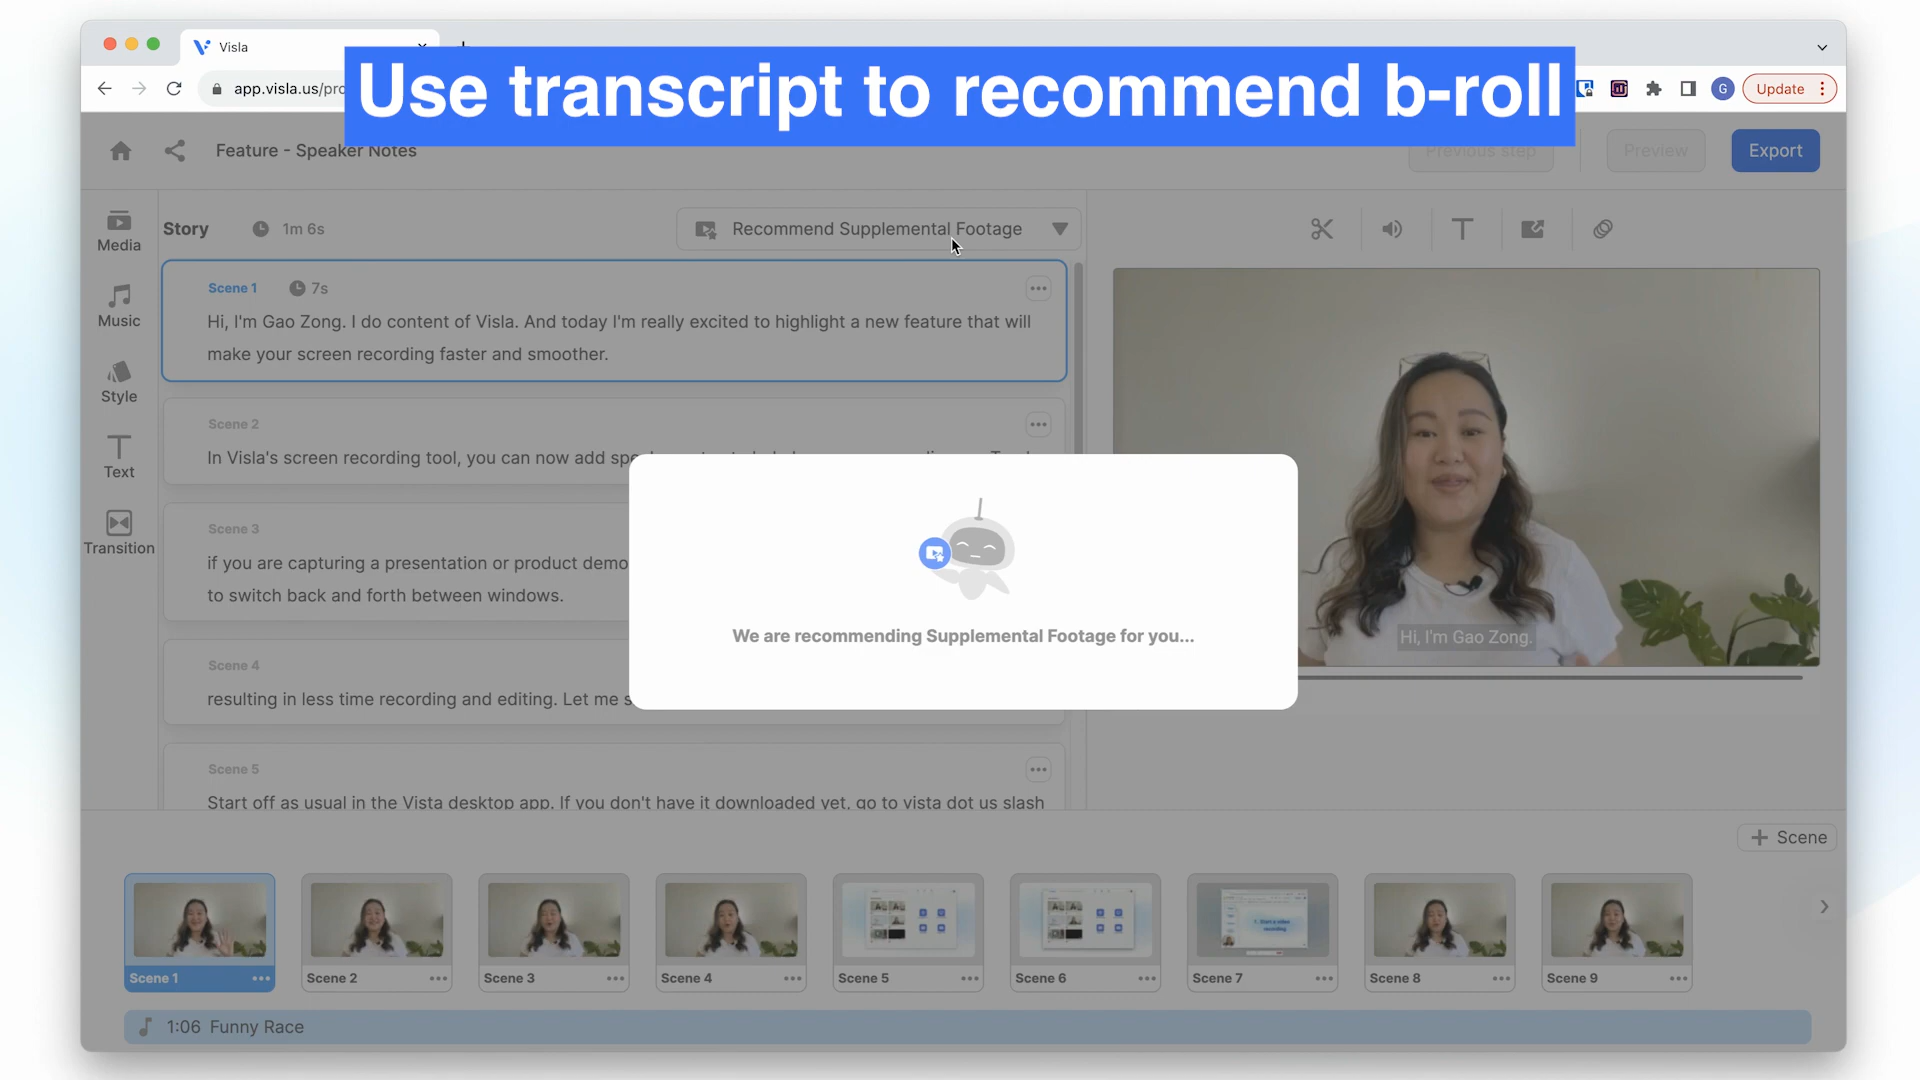 Visla
Use transcript to recommend b-roll
app.visla.us/pro
Update
Feature - Speaker Notes
Previous step
Preview
Export
Media
Music
Style
Text
Transition
Story
1m 6s
Recommend Supplemental Footage
Scene 1
7s
Hi, I'm Gao Zong. I do content of Visla. And today I'm really excited to highlight a new feature that will
make your screen recording faster and smoother.
Scene 2
In Visla's screen recording tool, you can now add
Scene 3
if you are capturing a presentation or product demo
to switch back and forth between windows.
Scene 4
resulting in less time recording and editing. Let me
Scene 5
Start off as usual in the Vista desktop app. If you don't have it downloaded yet, go to vista dot us slash
We are recommending Supplemental Footage for you...
Hi, I'm Gao Zong.
+ Scene
1. Start a video
recording
Scene 1
Scene 2
Scene 3
Scene 4
Scene 5
Scene 6
Scene 7
Scene 8
Scene 9
1:06 Funny Race
G